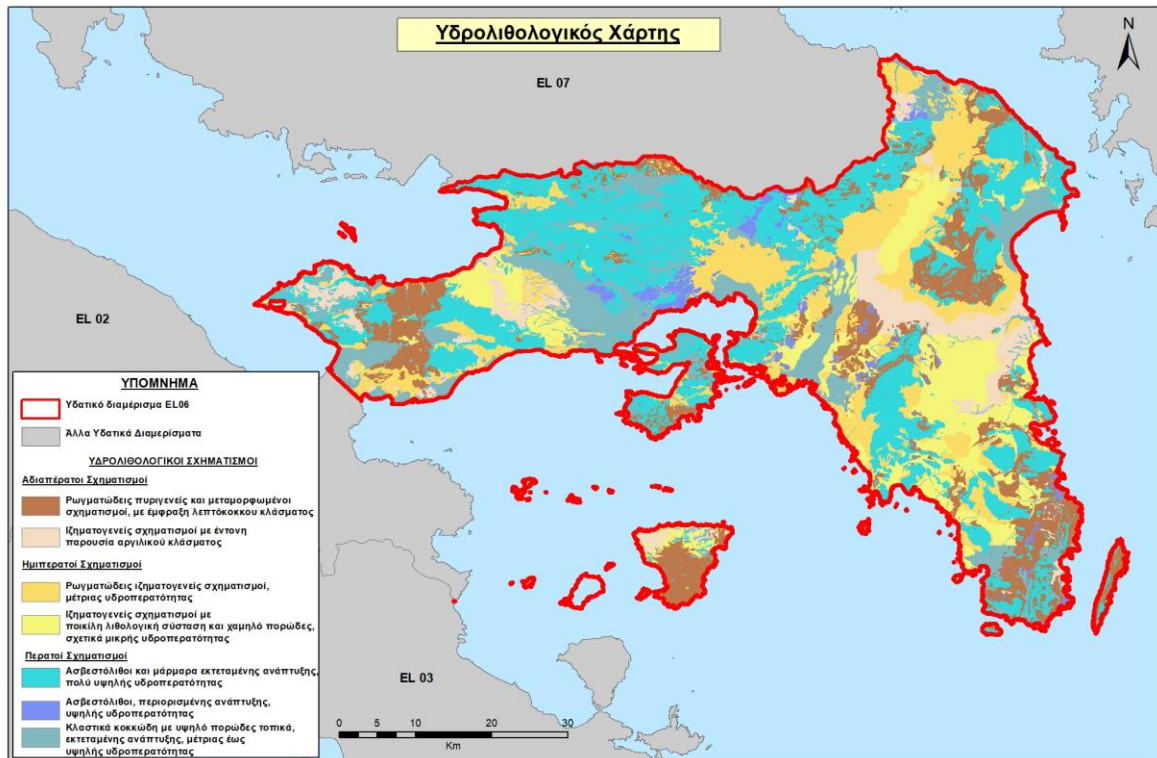 Υδρολιθολογικός Χάρτης
N
EL 07
EL 02
EL 03
ΥΠΟΜΝΗΜΑ
Υδατικό διαμέρισμα EL06
Άλλα Υδατικά Διαμερίσματα
ΥΔΡΟΛΙΘΟΛΟΓΙΚΟΙ ΣΧΗΜΑΤΙΣΜΟΙ
Αδιαπέρατοι Σχηματισμοί
Ρωγματώδεις πυριγενείς και μεταμορφωμένοι
σχηματισμοί, με έμφραξη λεπτόκοκκου κλάσματος
Ιζηματογενείς σχηματισμοί με έντονη
παρουσία αργιλικού κλάσματος
Ημιπερατοί Σχηματισμοί
Ρωγματώδεις ιζηματογενείς σχηματισμοί,
μέτριας υδροπερατότητας
Ιζηματογενείς σχηματισμοί με
ποικίλη λιθολογική σύσταση και χαμηλό πορώδες,
σχετικά μικρής υδροπερατότητας
Περατοί Σχηματισμοί
Ασβεστόλιθοι και μάρμαρα εκτεταμένης ανάπτυξης,
πολύ υψηλής υδροπερατότητας
Ασβεστόλιθοι, περιορισμένης ανάπτυξης,
υψηλής υδροπερατότητας
Κλαστικά κοκκώδη με υψηλό πορώδες τοπικά,
εκτεταμένης ανάπτυξης, μέτριας έως
υψηλής υδροπερατότητας
0 5 10 20 30
Km